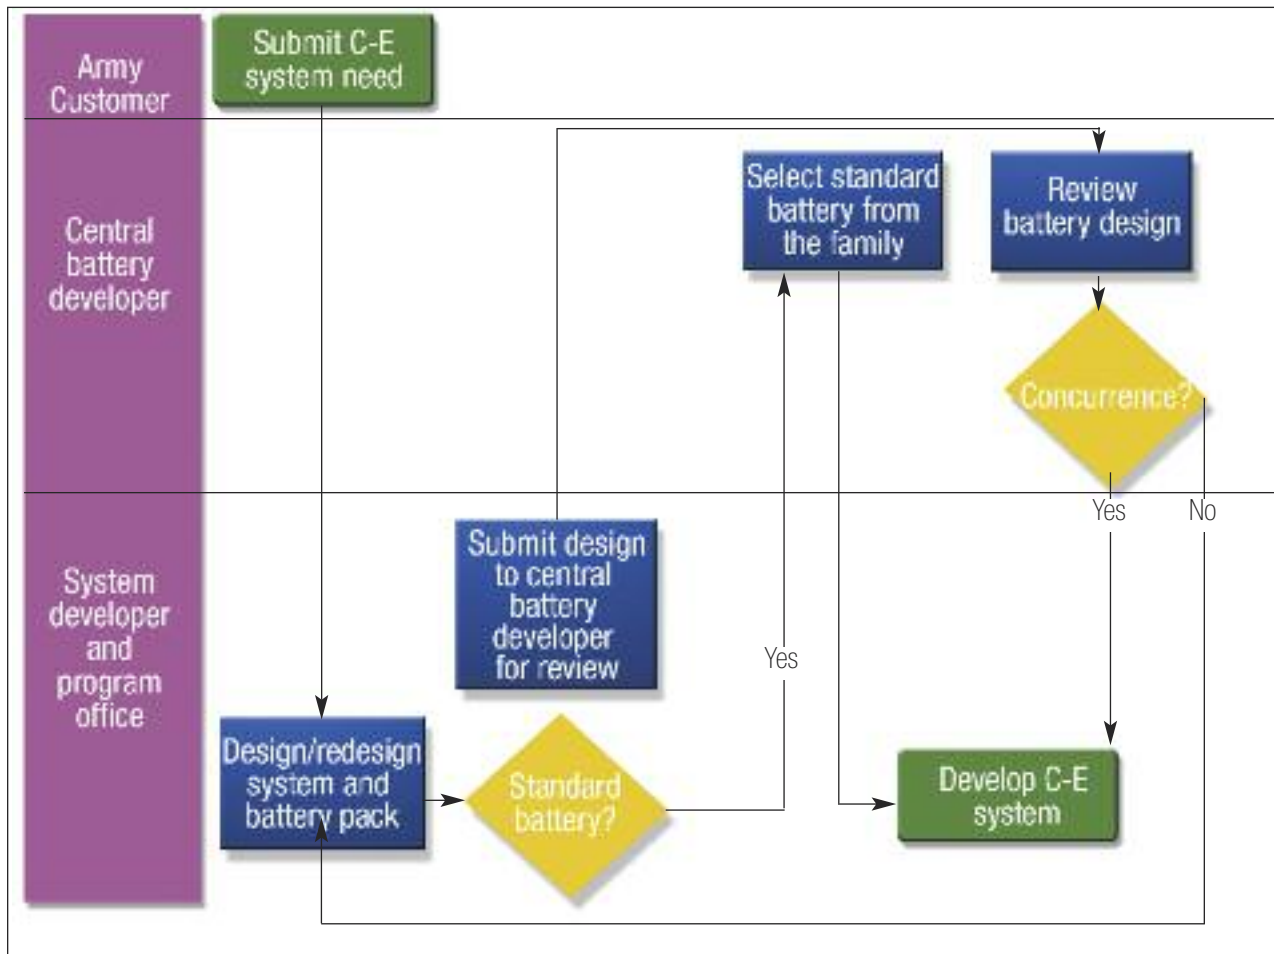 Army
Customer
Submit C-E
system need
Central
battery
developer
Select standard
battery from
the family
Review
battery design
Concurrence?
Yes
No
System
developer
and
program
office
Submit design
to central
battery
developer
for review
Yes
Design/redesign
system and
battery pack
Standard
battery?
Develop C-E
system